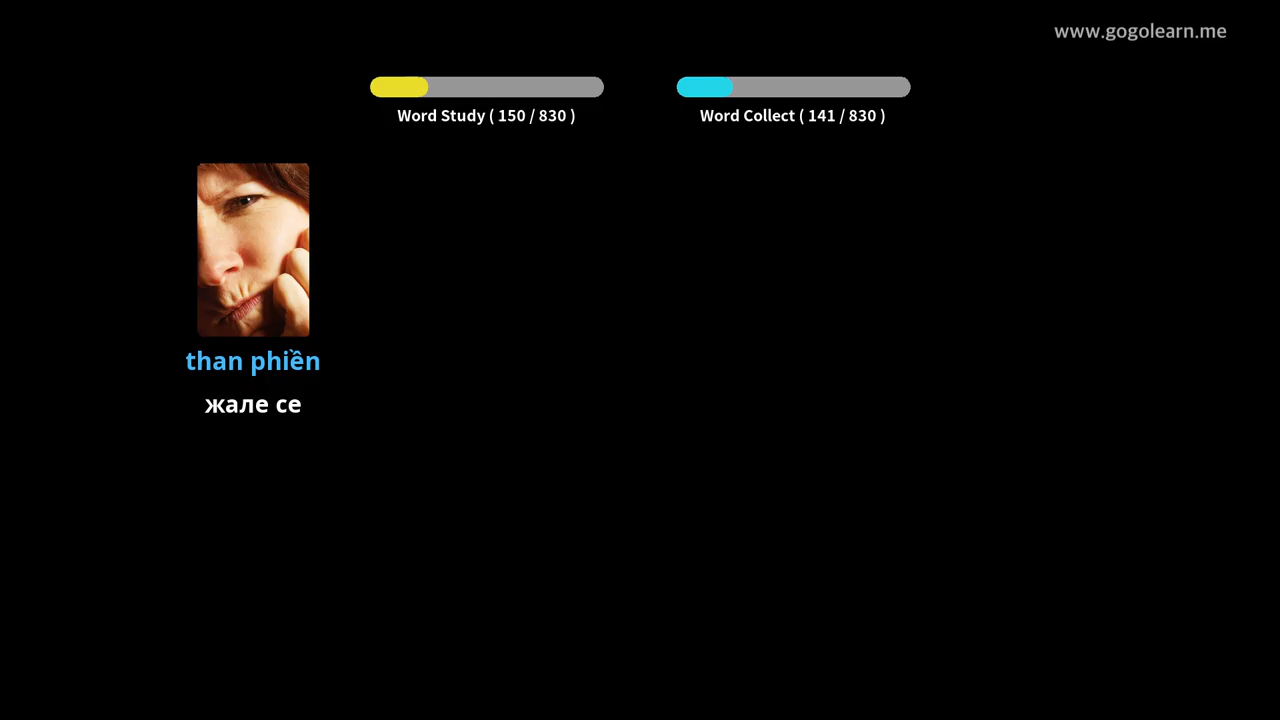 www.gogolearn.me
Word Study ( 150 / 830 )
Word Collect ( 141 / 830 )
than phiền
жале се